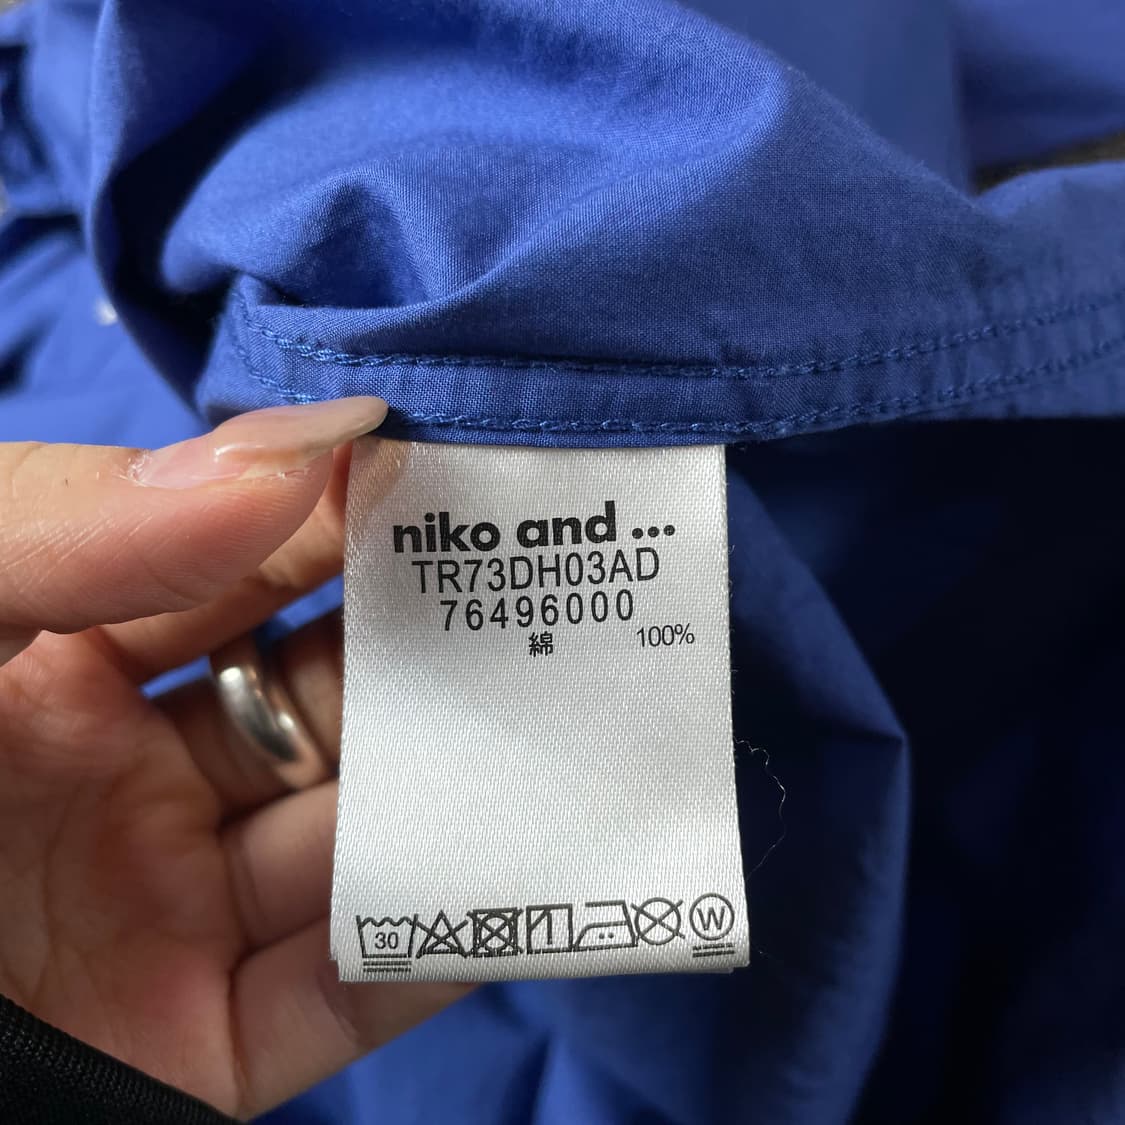 niko and ...
TR73DH03AD
76496000
綿 100%
30 W